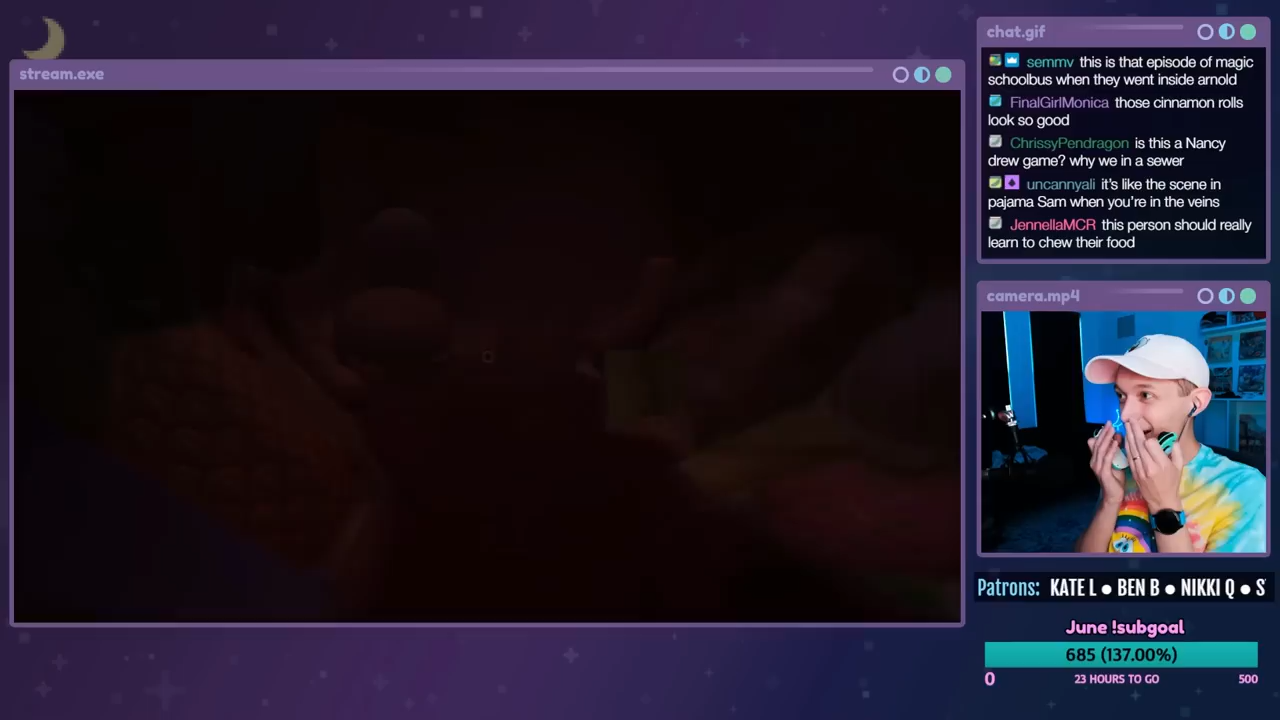 stream.exe
chat.gif
semmv this is that episode of magic
schoolbus when they went inside arnold
FinalGirlMonica those cinnamon rolls
look so good
ChrissyPendragon is this a Nancy
drew game? why we in a sewer
uncannyali it's like the scene in
pajama Sam when you're in the veins
JennellaMCR this person should really
learn to chew their food
camera.mp4
Patrons: KATE L ● BEN B ● NIKKI Q ● S
June !subgoal
685 (137.00%)
0 23 HOURS TO GO 500